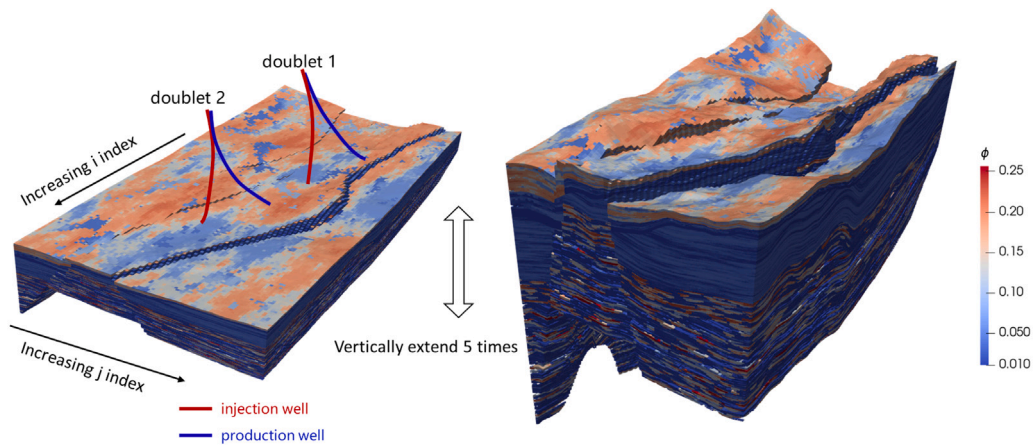 doublet 1
doublet 2
Increasing i index
Increasing j index
Vertically extend 5 times
injection well
production well
ϕ
0.25
0.20
0.15
0.10
0.050
0.010